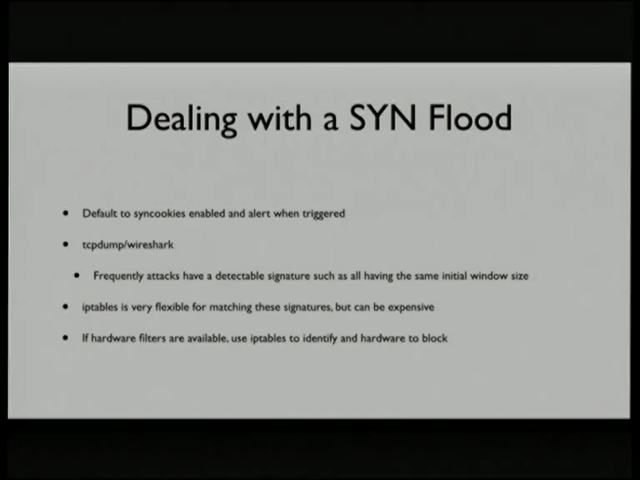 Dealing with a SYN Flood
Default to syncookies enabled and alert when triggered
tcpdump/wireshark
Frequently attacks have a detectable signature such as all having the same initial window size
iptables is very flexible for matching these signatures, but can be expensive
If hardware filters are available, use iptables to identify and hardware to block